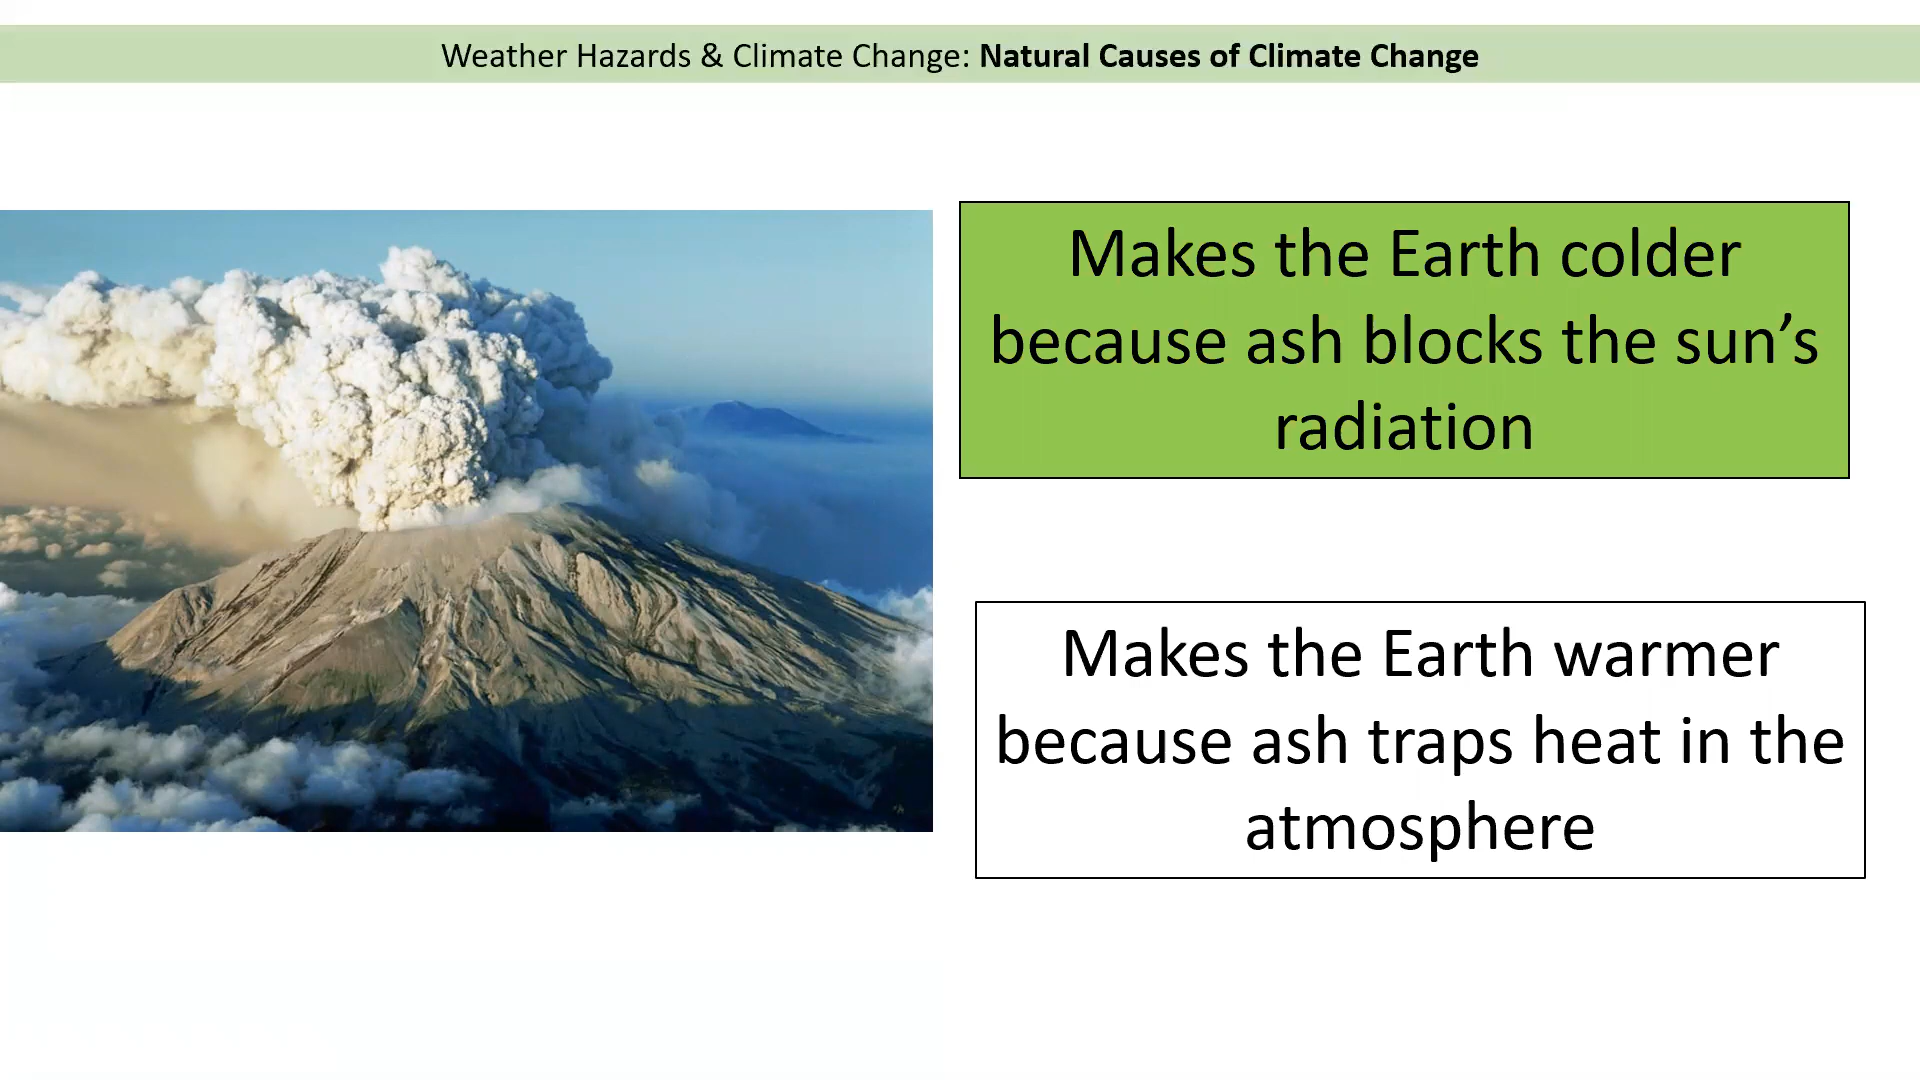 Weather Hazards & Climate Change: Natural Causes of Climate Change
Makes the Earth colder
because ash blocks the sun’s
radiation
Makes the Earth warmer
because ash traps heat in the
atmosphere